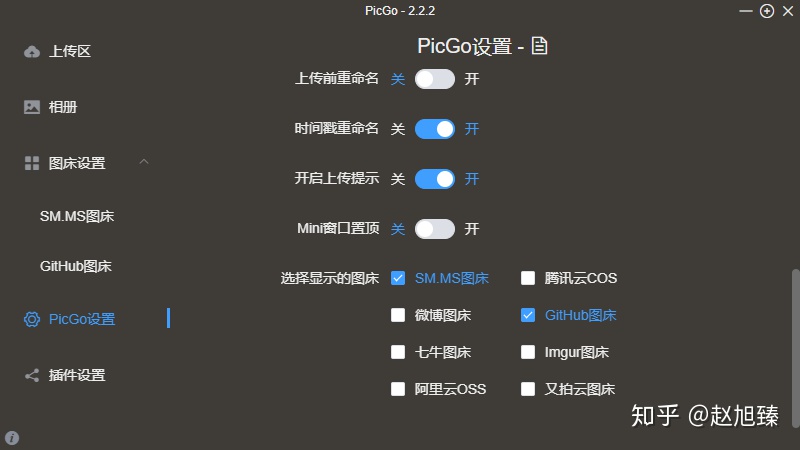 PicGo - 2.2.2
上传区
相册
图床设置
SM.MS图床
GitHub图床
PicGo设置
插件设置
PicGo设置 -
上传前重命名 关 开
时间戳重命名 关 开
开启上传提示 关 开
Mini窗口置顶 关 开
选择显示的图床 SM.MS图床 腾讯云COS
微博图床 GitHub图床
七牛图床 Imgur图床
阿里云OSS 又拍云图床
知乎 @赵旭臻